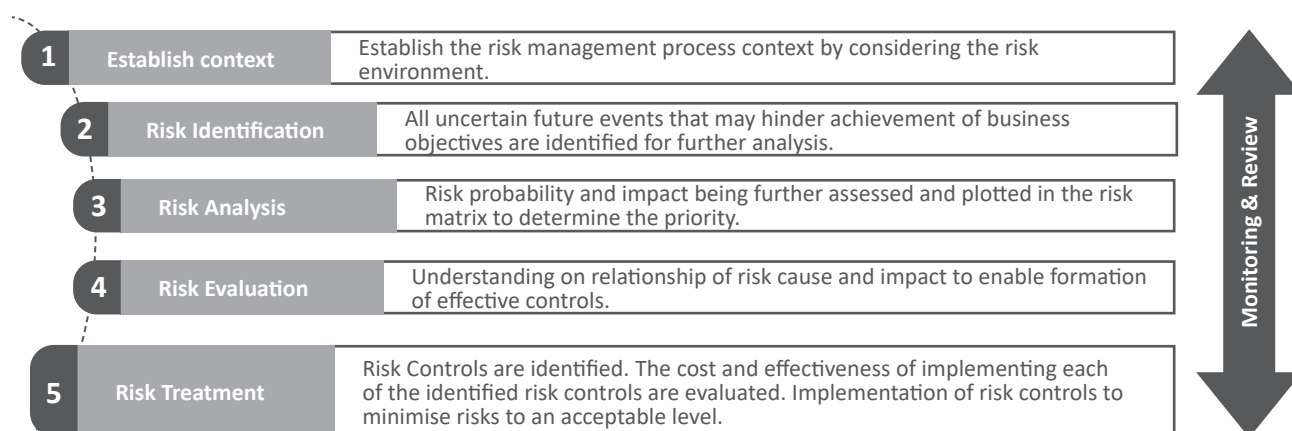 1
Establish context
Establish the risk management process context by considering the risk
environment.
2
Risk Identification
All uncertain future events that may hinder achievement of business
objectives are identified for further analysis.
3
Risk Analysis
Risk probability and impact being further assessed and plotted in the risk
matrix to determine the priority.
4
Risk Evaluation
Understanding on relationship of risk cause and impact to enable formation
of effective controls.
5
Risk Treatment
Risk Controls are identified. The cost and effectiveness of implementing each
of the identified risk controls are evaluated. Implementation of risk controls to
minimise risks to an acceptable level.
Monitoring & Review